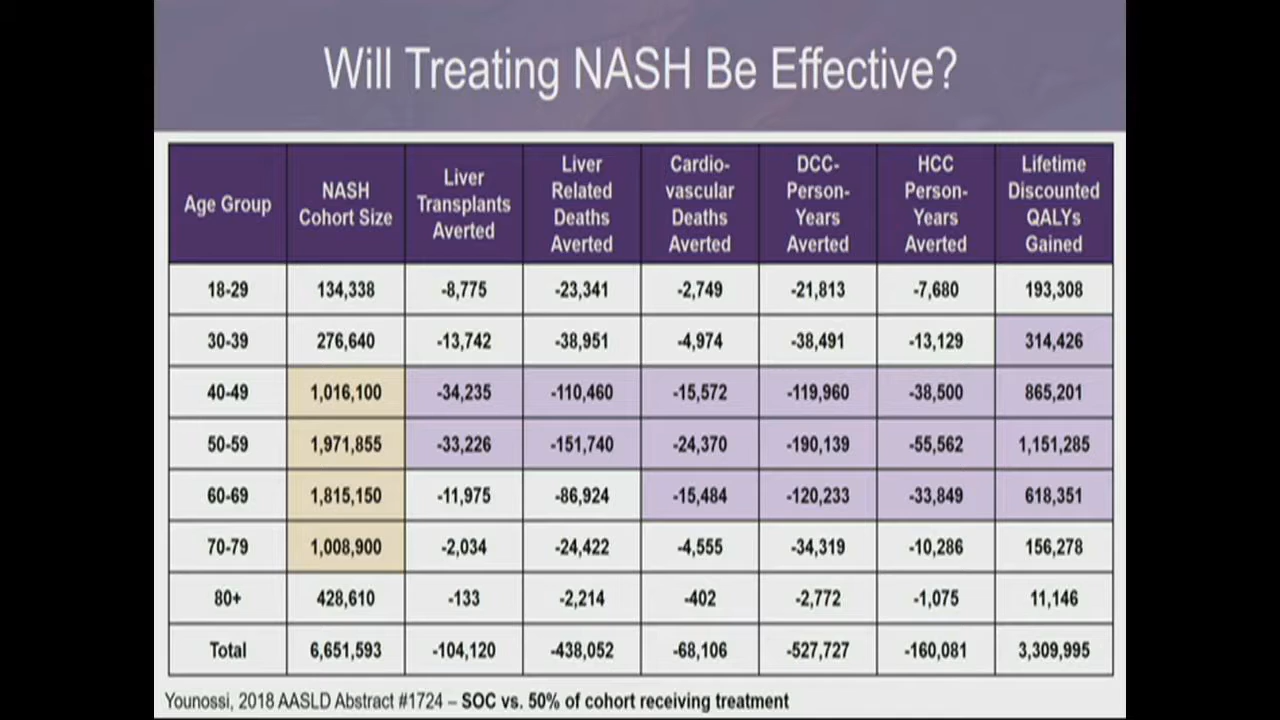 Will Treating NASH Be Effective?
Age Group | NASH Cohort Size | Liver Transplants Averted | Liver Related Deaths Averted | Cardio-vascular Deaths Averted | DCC-Person-Years Averted | HCC Person-Years Averted | Lifetime Discounted QALYs Gained
18-29 | 134,338 | -8,775 | -23,341 | -2,749 | -21,813 | -7,680 | 193,308
30-39 | 276,640 | -13,742 | -38,951 | -4,974 | -38,491 | -13,129 | 314,426
40-49 | 1,016,100 | -34,235 | -110,460 | -15,572 | -119,960 | -38,500 | 865,201
50-59 | 1,971,855 | -33,226 | -151,740 | -24,370 | -190,139 | -55,562 | 1,151,285
60-69 | 1,815,150 | -11,975 | -86,924 | -15,484 | -120,233 | -33,849 | 618,351
70-79 | 1,008,900 | -2,034 | -24,422 | -4,555 | -34,319 | -10,286 | 156,278
80+ | 428,610 | -133 | -2,214 | -402 | -2,772 | -1,075 | 11,146
Total | 6,651,593 | -104,120 | -438,052 | -68,106 | -527,727 | -160,081 | 3,309,995
Younossi, 2018 AASLD Abstract #1724 – SOC vs. 50% of cohort receiving treatment